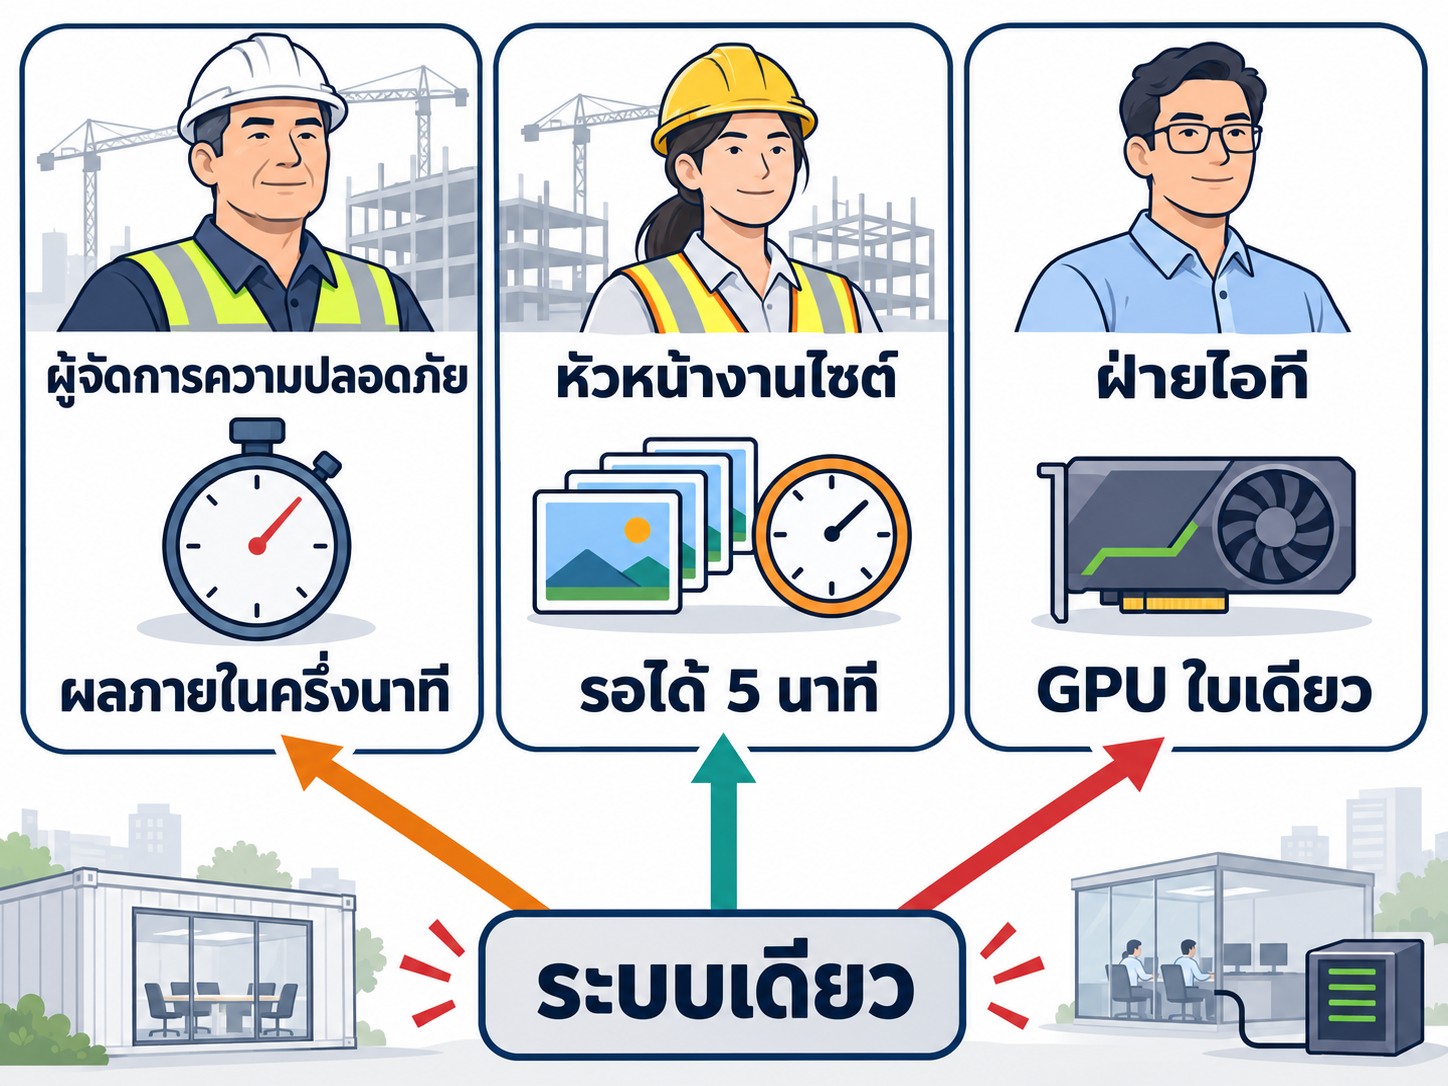 ผู้จัดการความปลอดภัย
ผลภายในครึ่งนาที
หัวหน้างานไซต์
รอได้ 5 นาที
ฝ่ายไอที
GPU ใบเดียว
ระบบเดียว